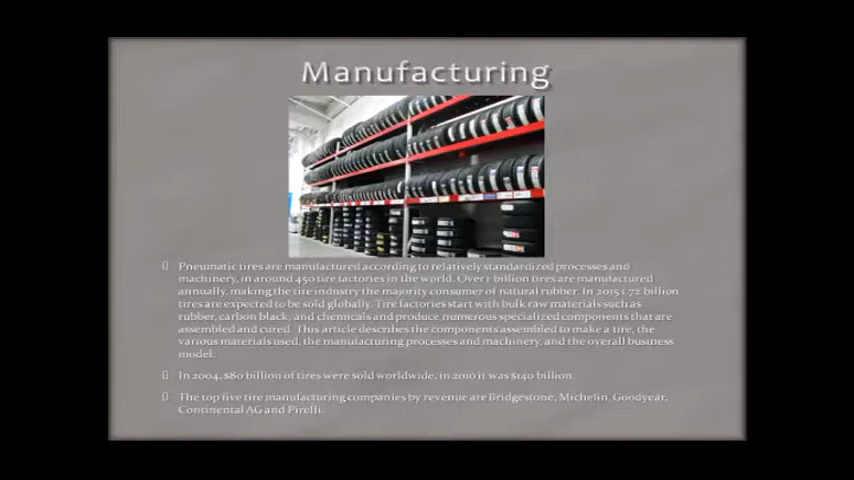 Manufacturing
Pneumatic tires are manufactured according to relatively standardized processes and
machinery, in around 450 tire factories in the world. Over 1 billion tires are manufactured
annually, making the tire industry the majority consumer of natural rubber. In 2015 1.72 billion
tires are expected to be sold globally. Tire factories start with bulk raw materials such as
rubber, carbon black, and chemicals and produce numerous specialized components that are
assembled and cured. This article describes the components assembled to make a tire, the
various materials used, the manufacturing processes and machinery, and the overall business
model.
In 2004, $80 billion of tires were sold worldwide, in 2010 it was $140 billion.
The top five tire manufacturing companies by revenue are Bridgestone, Michelin, Goodyear,
Continental AG and Pirelli.